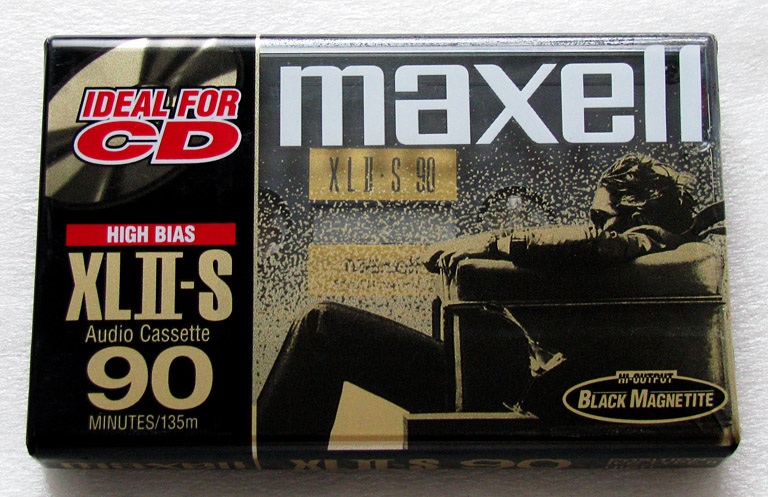 IDEAL FOR
CD
HIGH BIAS
XLII-S
Audio Cassette
90
MINUTES/135m
maxell
XLII-S 90
maxell
HI-OUTPUT
BLACK MAGNETITE
maxell XLII-S 90